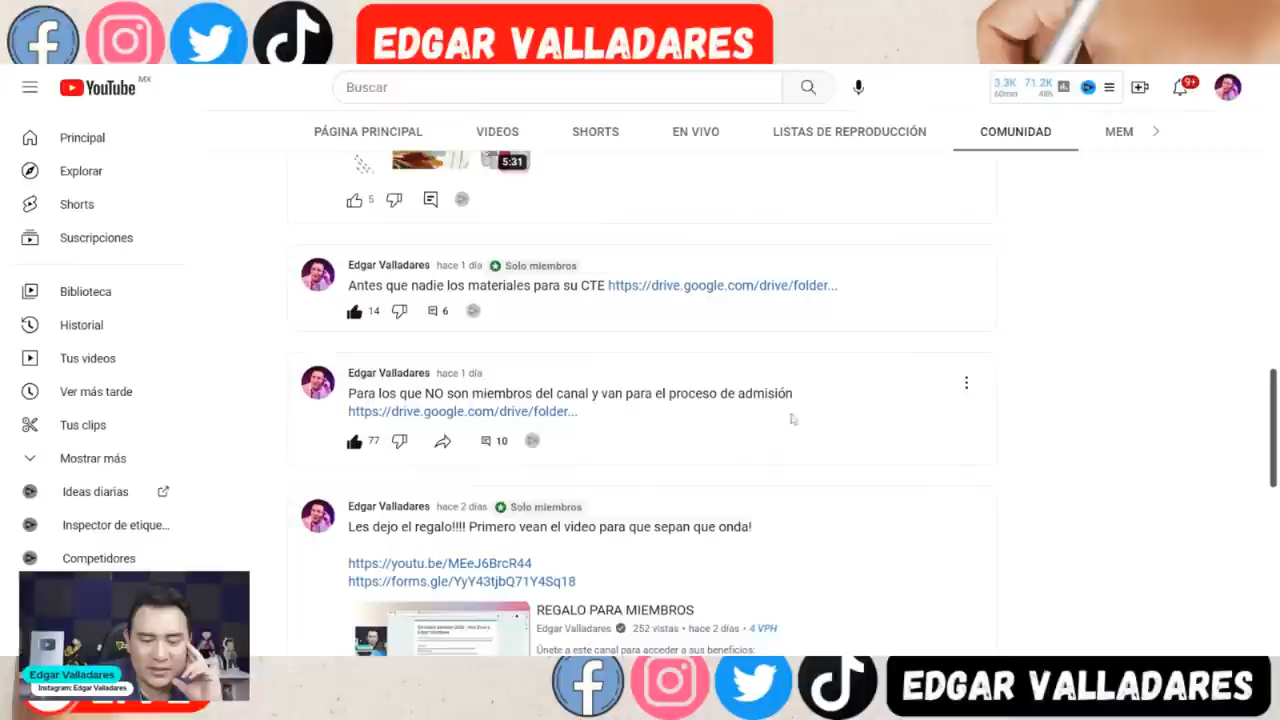 EDGAR VALLADARES
YouTube MX
Buscar
3.3K 71.2K
60min 48h
9+
PÁGINA PRINCIPAL VIDEOS SHORTS EN VIVO LISTAS DE REPRODUCCIÓN COMUNIDAD MEM
Principal
Explorar
Shorts
Suscripciones
Biblioteca
Historial
Tus videos
Ver más tarde
Tus clips
Mostrar más
Ideas diarias
Inspector de etique...
Competidores
5:31
5
Edgar Valladares hace 1 día Solo miembros
Antes que nadie los materiales para su CTE https://drive.google.com/drive/folder...
14 6
Edgar Valladares hace 1 día
Para los que NO son miembros del canal y van para el proceso de admisión
https://drive.google.com/drive/folder...
77 10
Edgar Valladares hace 2 días Solo miembros
Les dejo el regalo!!!! Primero vean el video para que sepan que onda!
https://youtu.be/MEeJ6BrcR44
https://forms.gle/YyY43tjbQ71Y4Sq18
REGALO PARA MIEMBROS
Edgar Valladares 252 vistas • hace 2 días • 4 VPH
Únete a este canal para acceder a sus beneficios:
Edgar Valladares
Instagram: Edgar Valladares
EDGAR VALLADARES